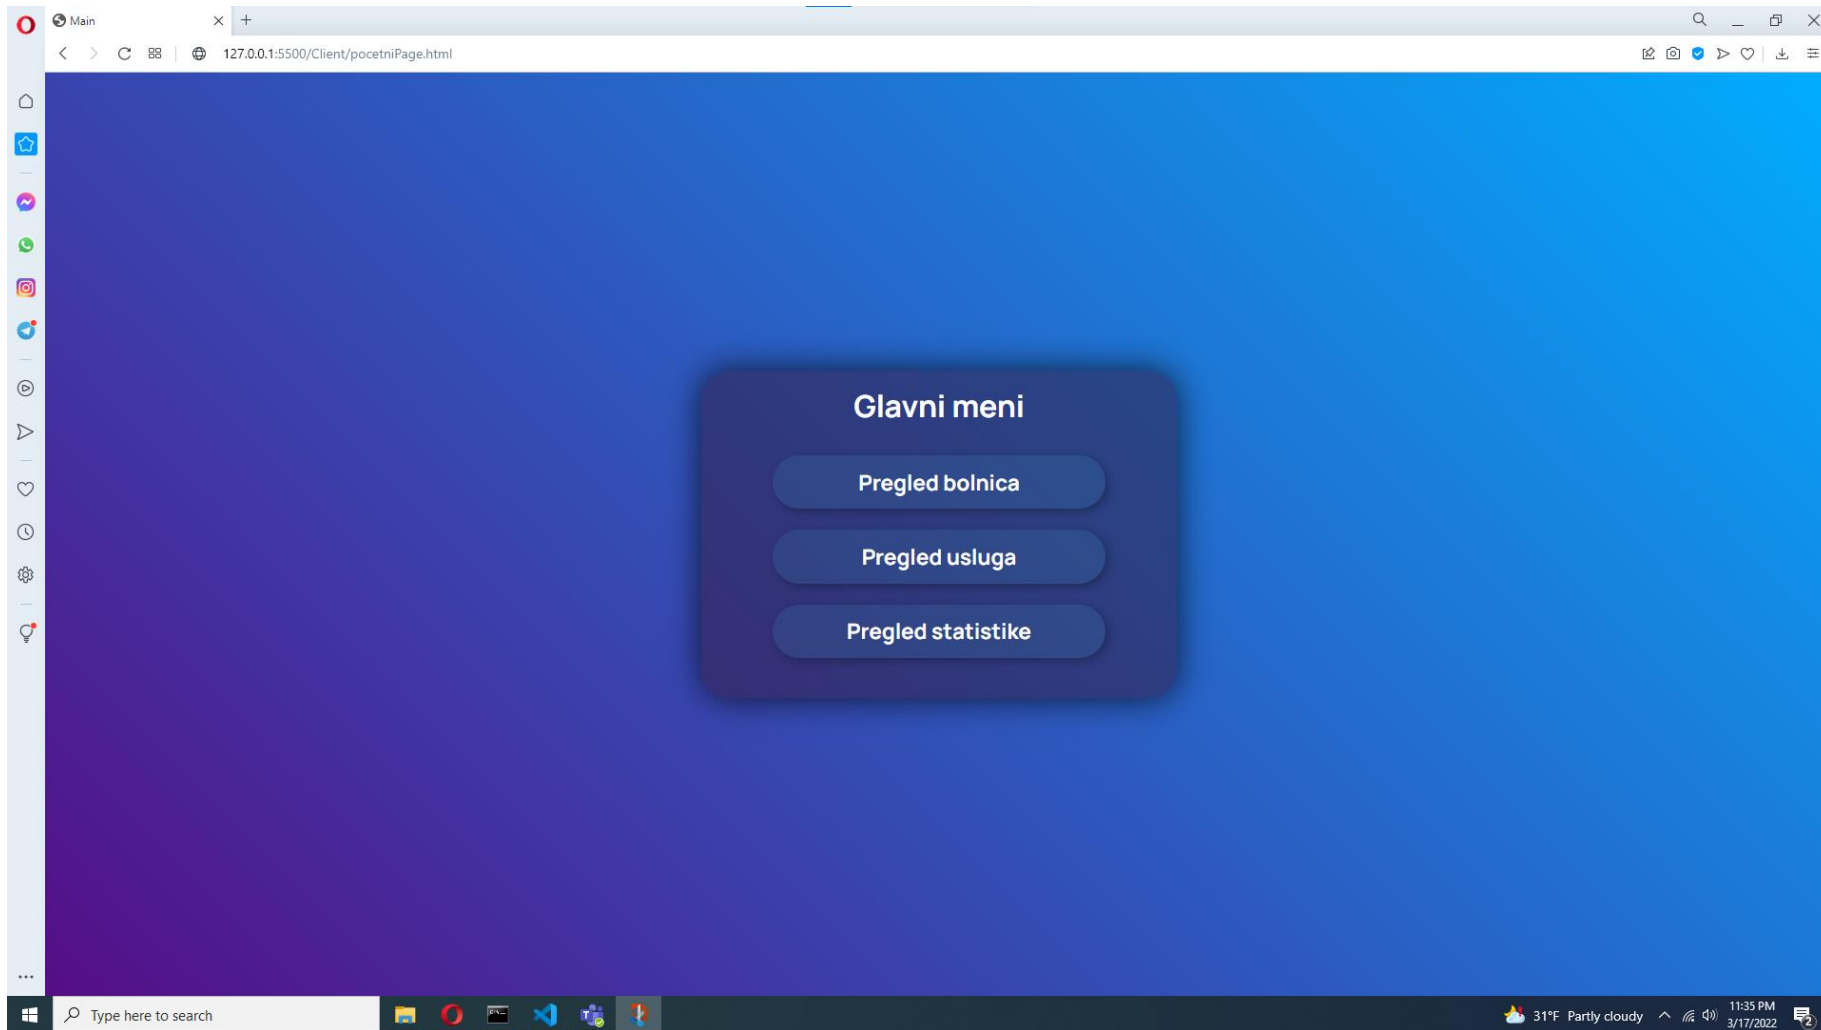 Main
127.0.0.1:5500/Client/pocetniPage.html
Glavni meni
Pregled bolnica
Pregled usluga
Pregled statistike
Type here to search
31°F Partly cloudy
11:35 PM
3/17/2022
2